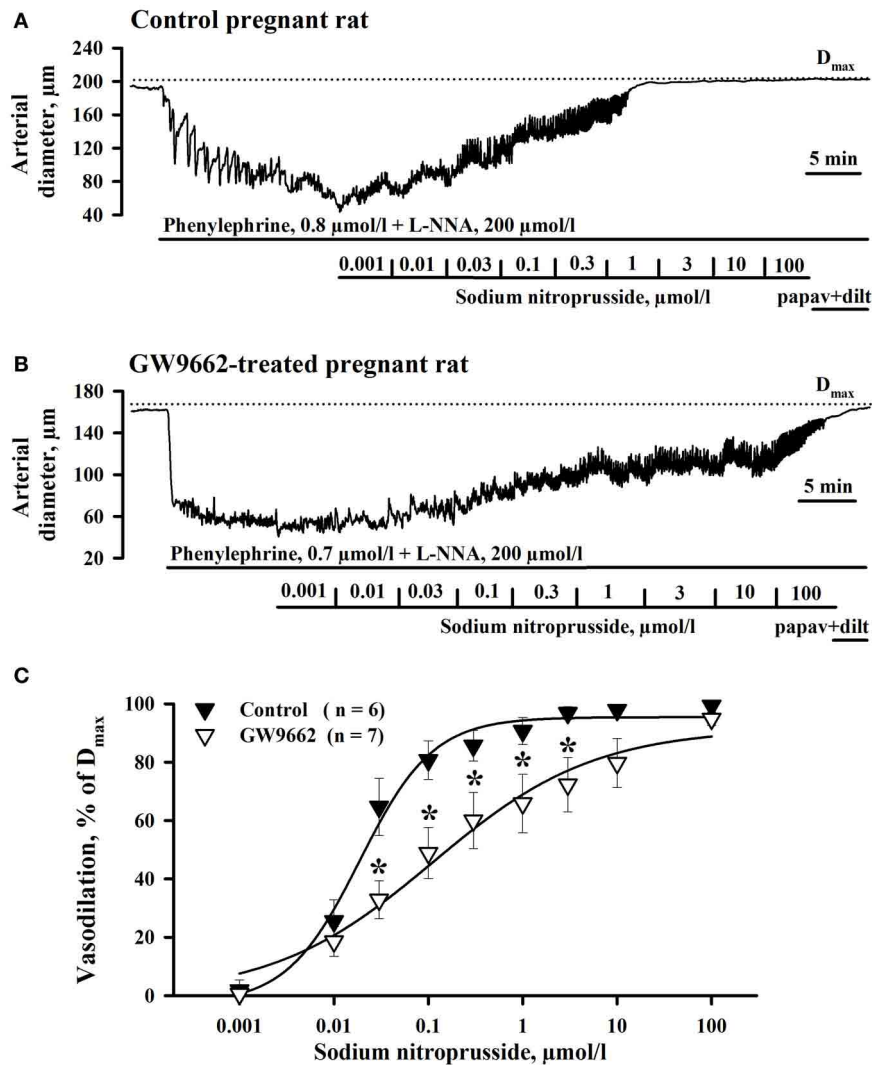 A
Control pregnant rat
240
200
160
120
80
40
Arterial
diameter, µm
Dmax
5 min
Phenylephrine, 0.8 µmol/l + L-NNA, 200 µmol/l
0.001 0.01 0.03 0.1 0.3 1 3 10 100
Sodium nitroprusside, µmol/l
papav+dilt
B
GW9662-treated pregnant rat
180
140
100
60
20
Arterial
diameter, µm
Dmax
5 min
Phenylephrine, 0.7 µmol/l + L-NNA, 200 µmol/l
0.001 0.01 0.03 0.1 0.3 1 3 10 100
Sodium nitroprusside, µmol/l
papav+dilt
C
Control ( n = 6)
GW9662 (n = 7)
100
80
60
40
20
0
Vasodilation, % of Dmax
* * * * *
0.001 0.01 0.1 1 10 100
Sodium nitroprusside, µmol/l